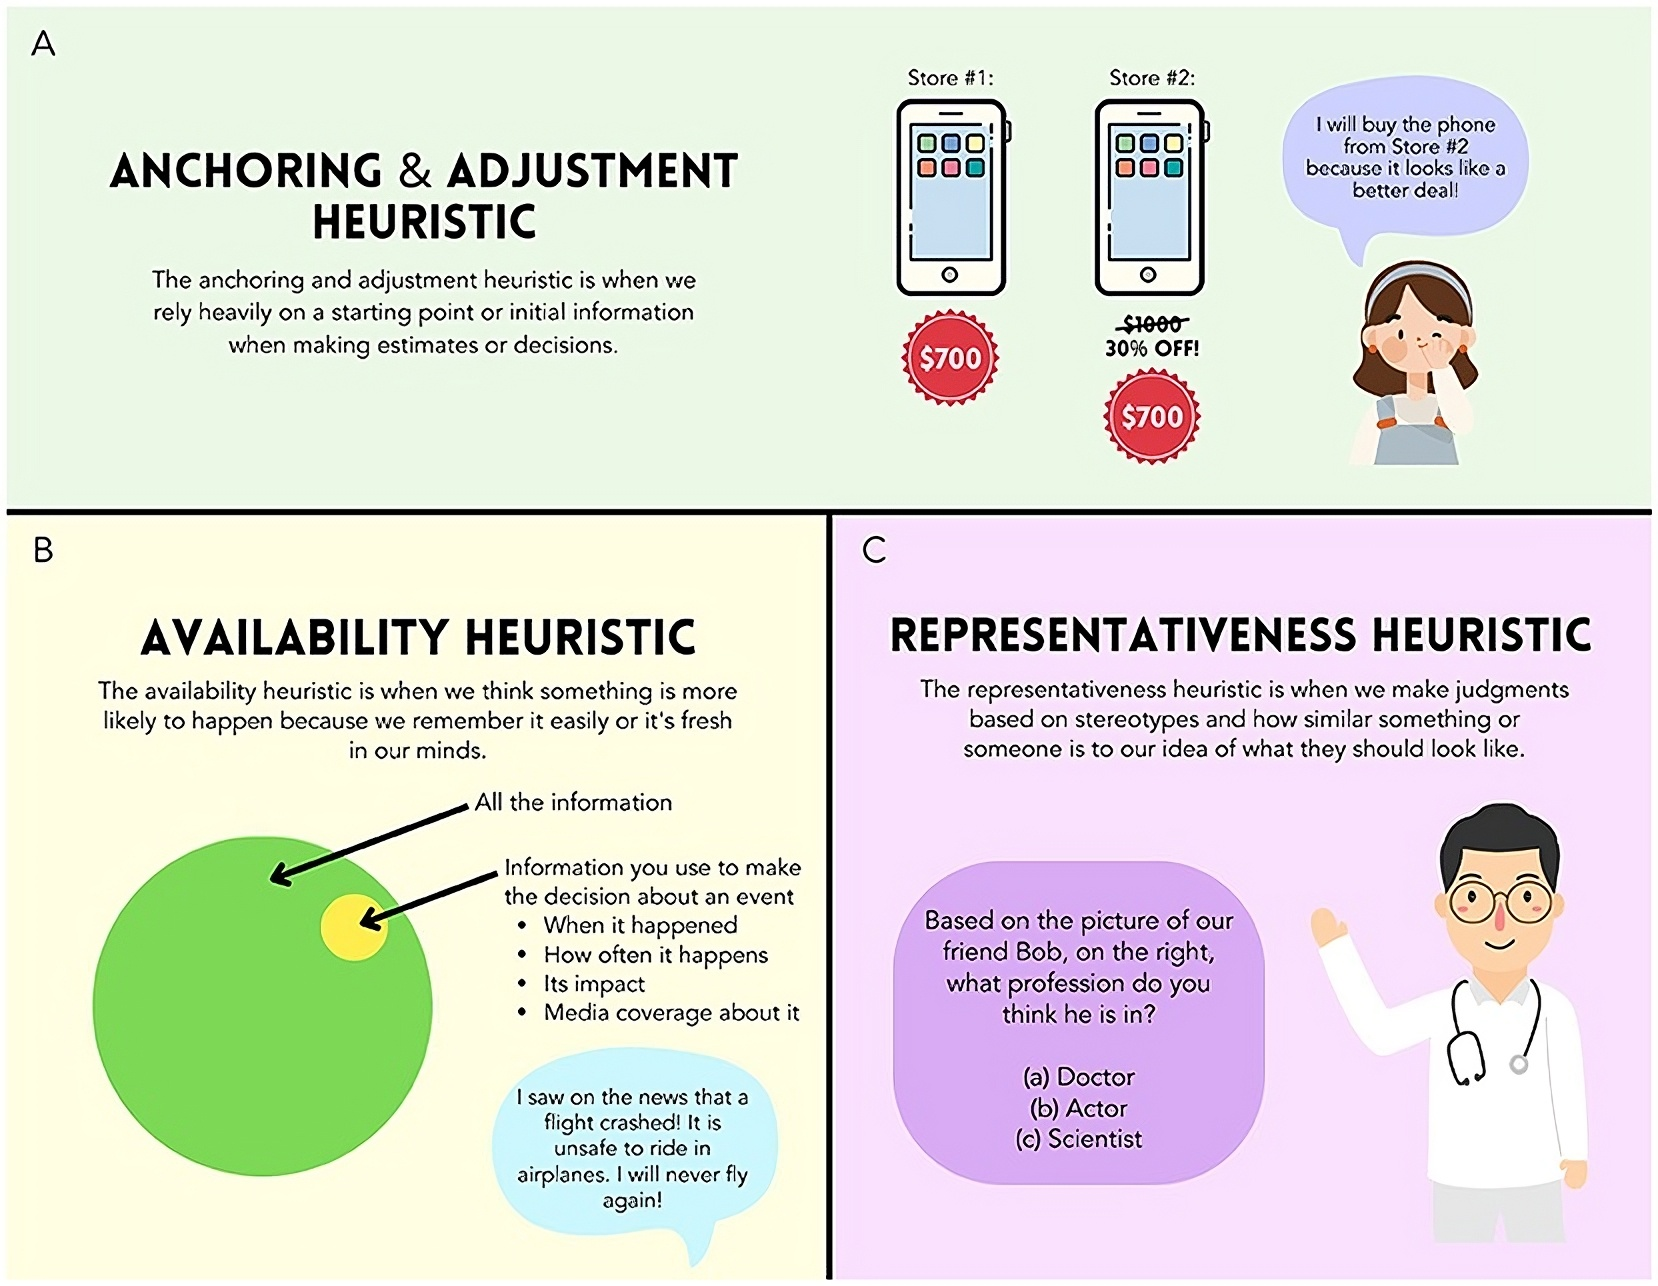 A
ANCHORING & ADJUSTMENT
HEURISTIC
The anchoring and adjustment heuristic is when we
rely heavily on a starting point or initial information
when making estimates or decisions.
Store #1:
$700
Store #2:
$1000
30% OFF!
$700
I will buy the phone
from Store #2
because it looks like a
better deal!
B
AVAILABILITY HEURISTIC
The availability heuristic is when we think something is more
likely to happen because we remember it easily or it's fresh
in our minds.
All the information
Information you use to make
the decision about an event
• When it happened
• How often it happens
• Its impact
• Media coverage about it
I saw on the news that a
flight crashed! It is
unsafe to ride in
airplanes. I will never fly
again!
C
REPRESENTATIVENESS HEURISTIC
The representativeness heuristic is when we make judgments
based on stereotypes and how similar something or
someone is to our idea of what they should look like.
Based on the picture of our
friend Bob, on the right,
what profession do you
think he is in?
(a) Doctor
(b) Actor
(c) Scientist